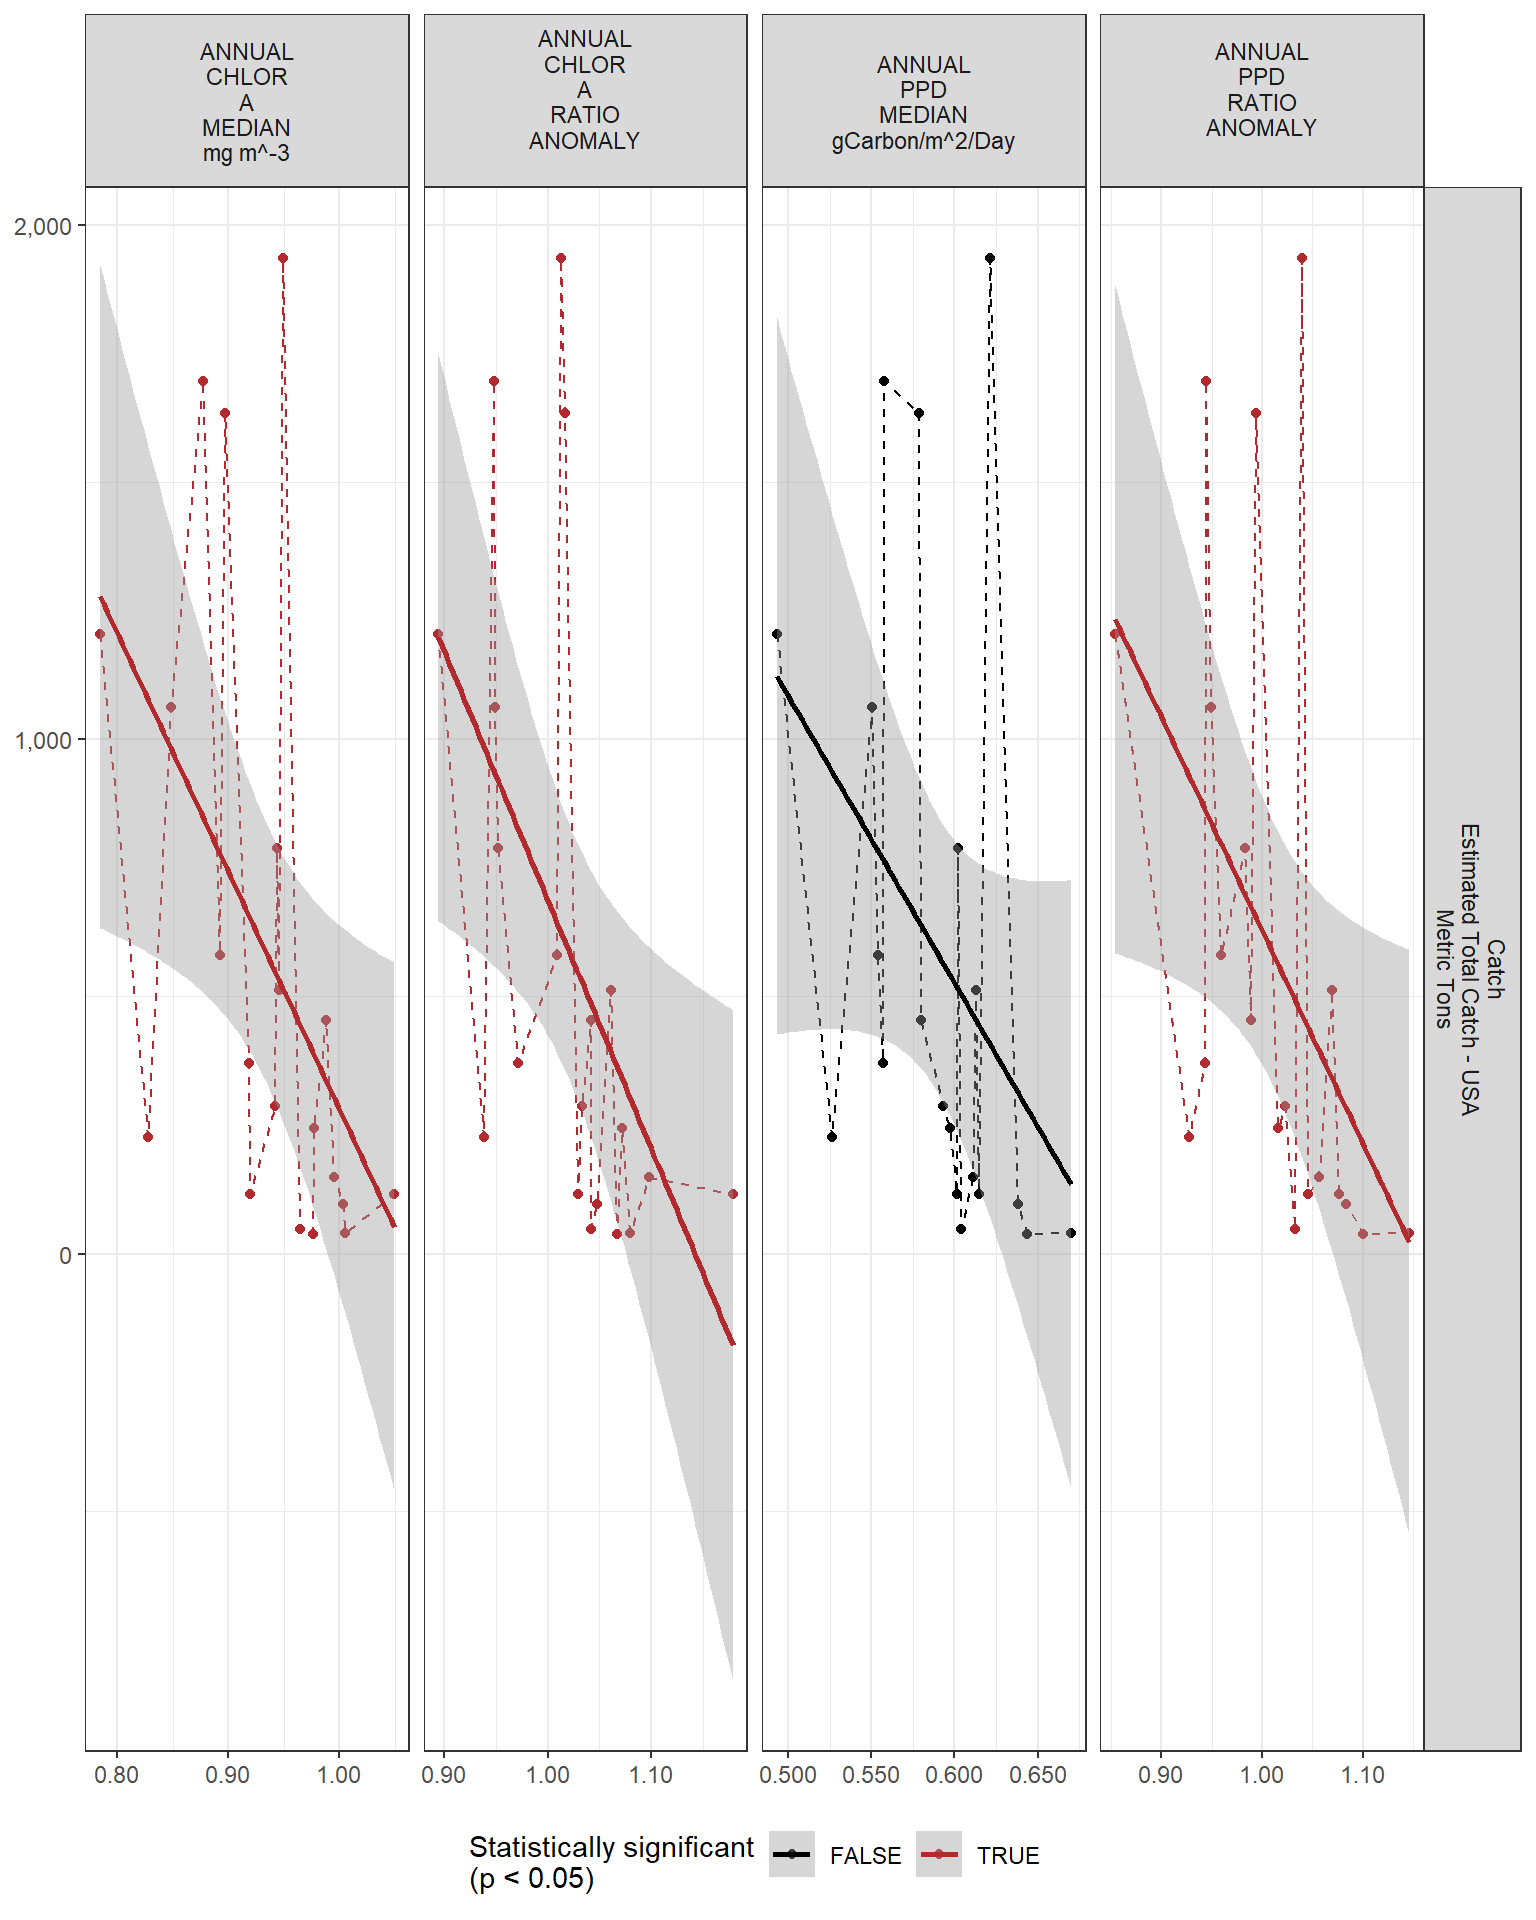 ANNUAL
CHLOR
A
MEDIAN
mg m^-3
ANNUAL
CHLOR
A
RATIO
ANOMALY
ANNUAL
PPD
MEDIAN
gCarbon/m^2/Day
ANNUAL
PPD
RATIO
ANOMALY
2,000
1,000
0
Catch
Estimated Total Catch - USA
Metric Tons
0.80 0.90 1.00
0.90 1.00 1.10
0.500 0.550 0.600 0.650
0.90 1.00 1.10
Statistically significant
(p < 0.05)
FALSE
TRUE